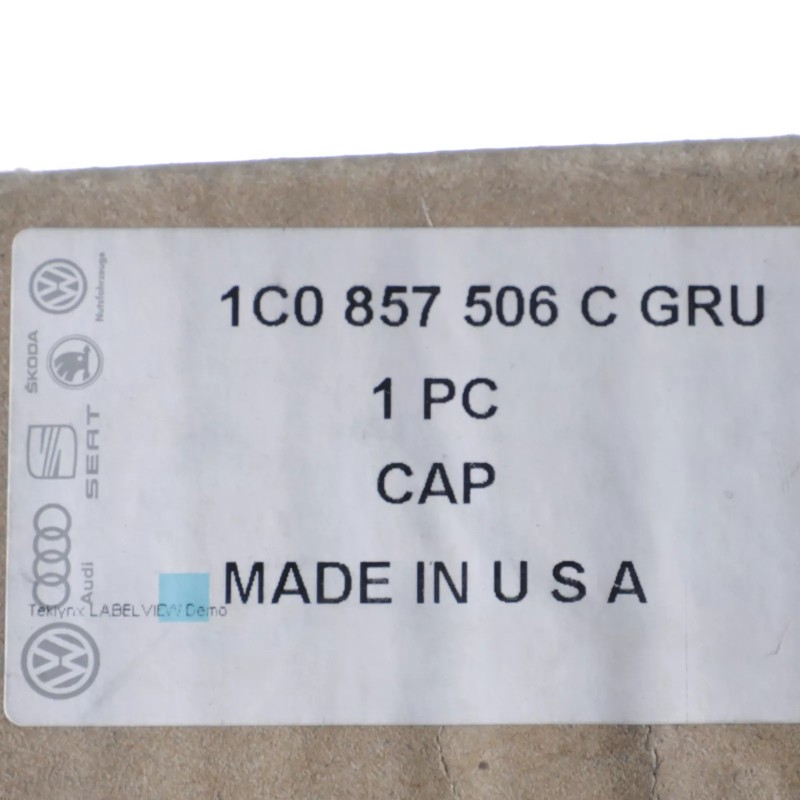 1C0 857 506 C GRU
1 PC
CAP
MADE IN U S A
Nutzfahrzeuge
ŠKODA
SEAT
Audi
Teklynx LABELVIEW Demo